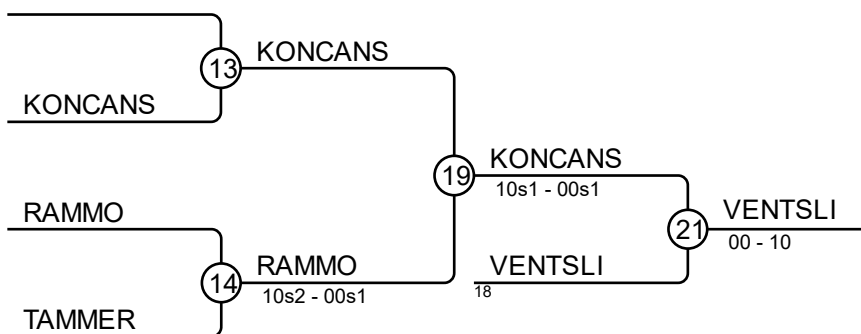 13
KONCANS
KONCANS
19
KONCANS
10s1 - 00s1
RAMMO
14
RAMMO
10s2 - 00s1
TAMMER
VENTSLI
18
21
VENTSLI
00 - 10